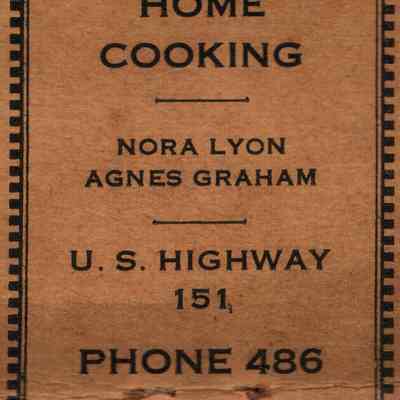 HOME
COOKING
NORA LYON
AGNES GRAHAM
U. S. HIGHWAY
151
PHONE 486